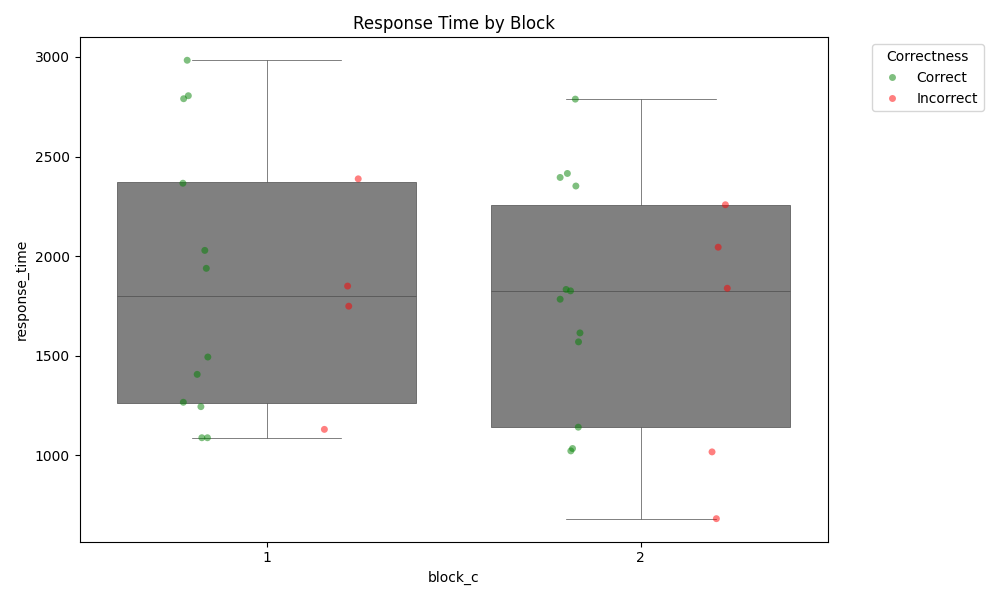 Response Time by Block
Correctness
Correct
Incorrect
3000
2500
2000
1500
1000
response_time
1
2
block_c